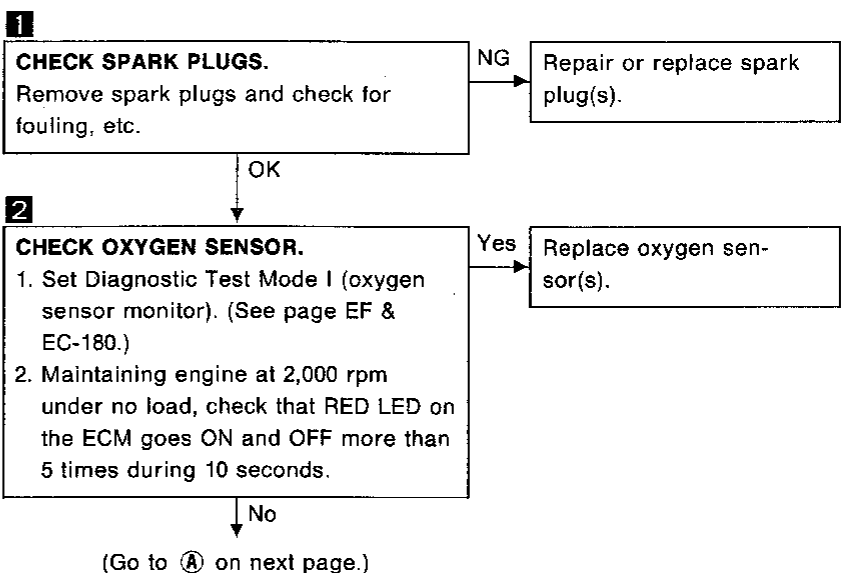 1
CHECK SPARK PLUGS.
Remove spark plugs and check for
fouling, etc.
NG
Repair or replace spark
plug(s).
OK
2
CHECK OXYGEN SENSOR.
1. Set Diagnostic Test Mode I (oxygen
sensor monitor). (See page EF &
EC-180.)
2. Maintaining engine at 2,000 rpm
under no load, check that RED LED on
the ECM goes ON and OFF more than
5 times during 10 seconds.
Yes
Replace oxygen sen-
sor(s).
No
(Go to Ⓐ on next page.)